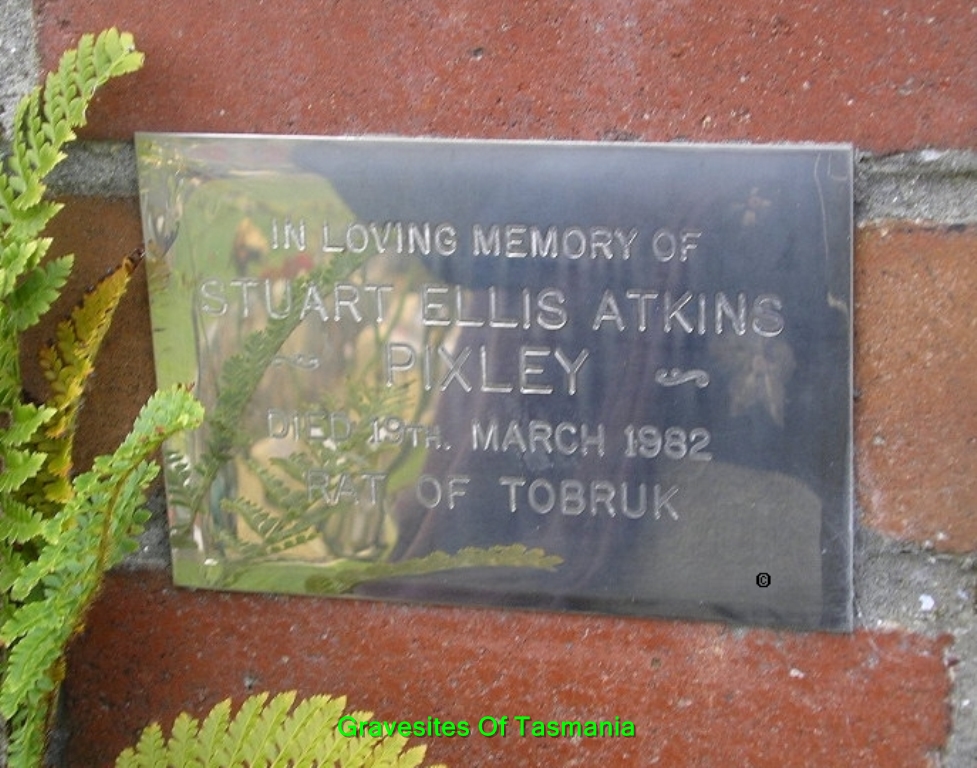 IN LOVING MEMORY OF
STUART ELLIS ATKINS
~ PIXLEY ~
DIED 19TH. MARCH 1982
RAT OF TOBRUK
©
Gravesites Of Tasmania